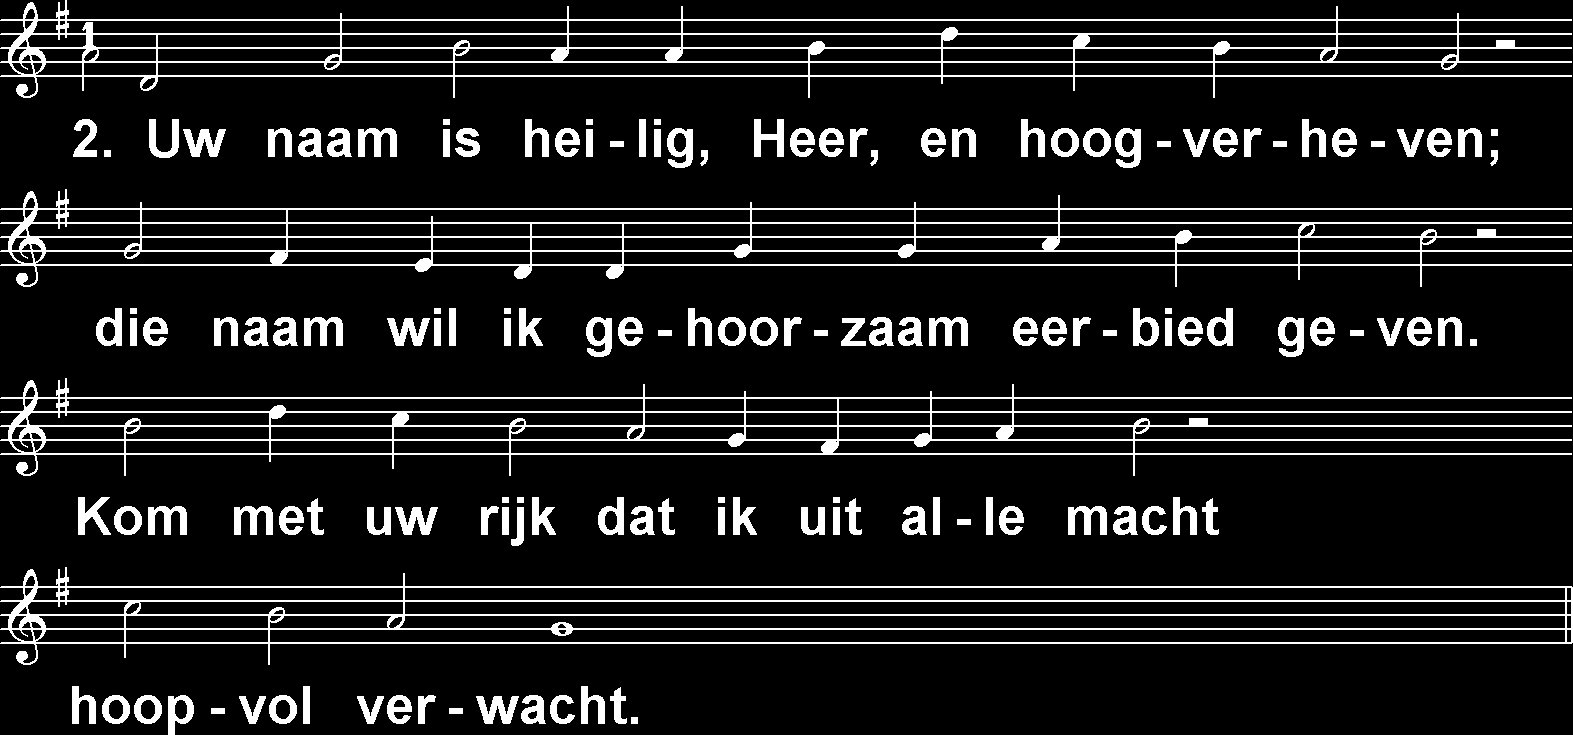 1
2. Uw naam is hei - lig, Heer, en hoog - ver - he - ven;
die naam wil ik ge - hoor - zaam eer - bied ge - ven.
Kom met uw rijk dat ik uit al - le macht
hoop - vol ver - wacht.